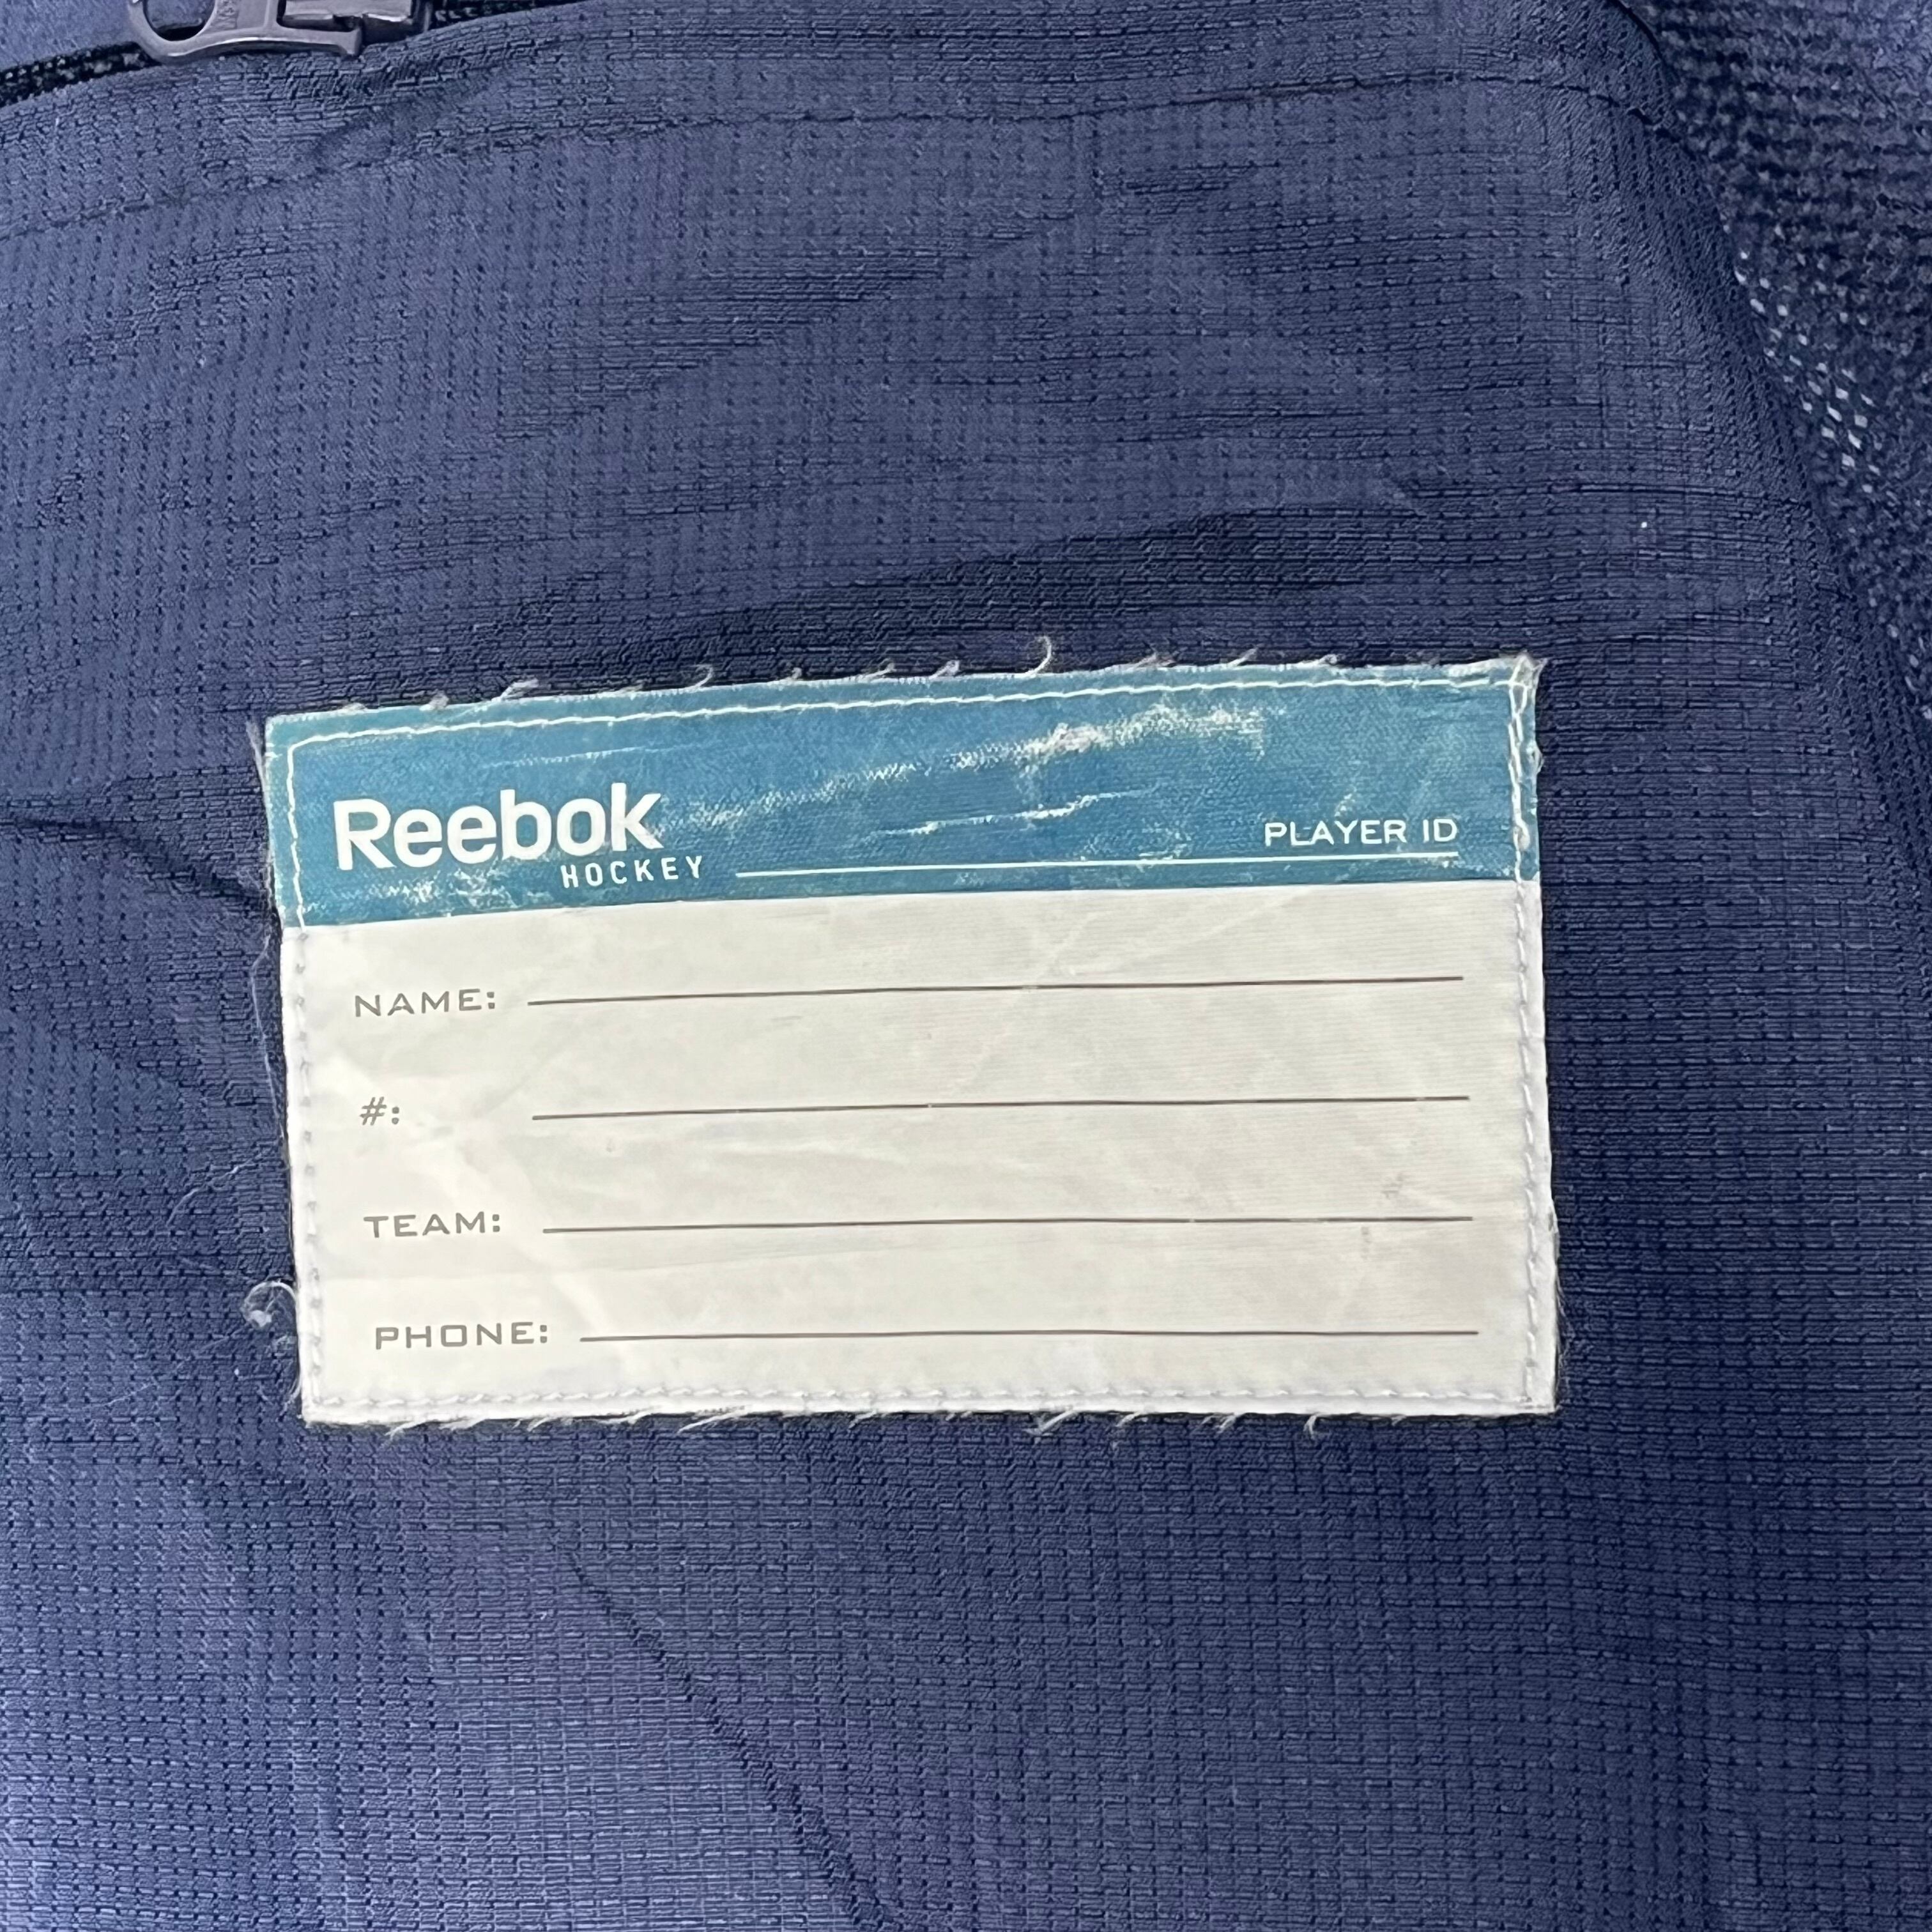 Reebok
HOCKEY
PLAYER ID
NAME:
#:
TEAM:
PHONE: